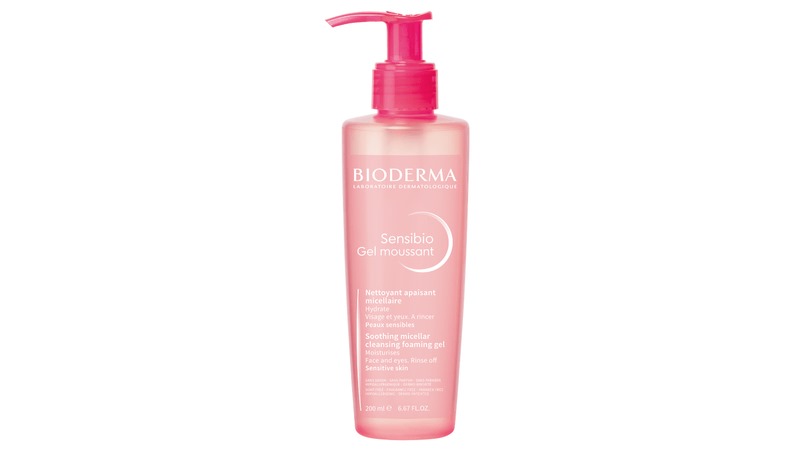 BIODERMA
LABORATOIRE DERMATOLOGIQUE
Sensibio
Gel moussant
Nettoyant apaisant
micellaire
Hydrate
Visage et yeux. A rincer
Peaux sensibles
Soothing micellar
cleansing foaming gel
Moisturises
Face and eyes. Rinse off
Sensitive skin
200 ml ℮ 6.67 FL.OZ.